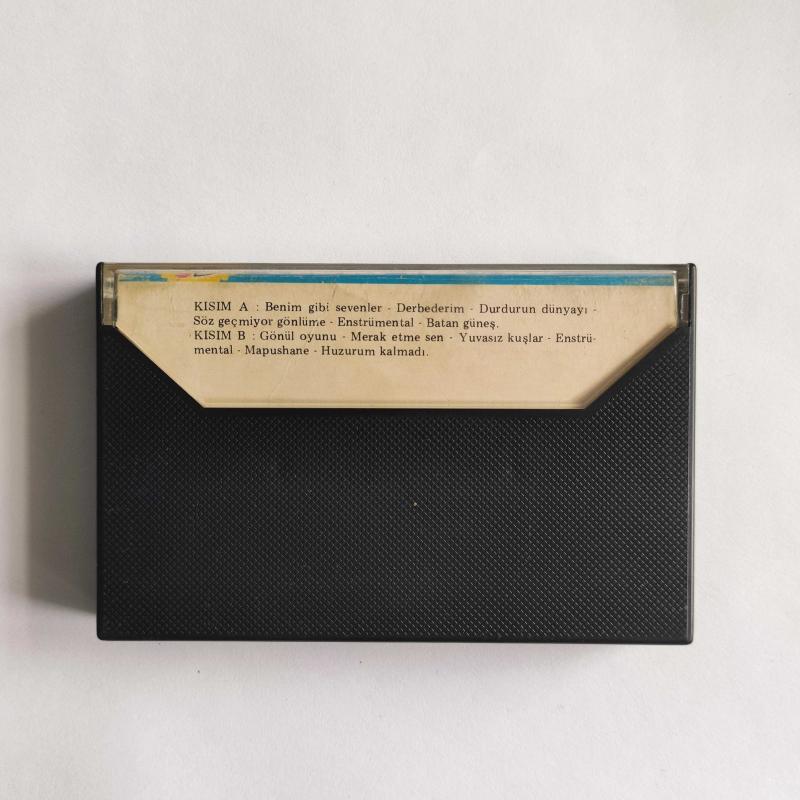 KISIM A : Benim gibi sevenler - Derbederim - Durdurun dünyayı -
Söz geçmiyor gönlüme - Enstrümental - Batan güneş.
KISIM B : Gönül oyunu - Merak etme sen - Yuvasız kuşlar - Enstrü-
mental - Mapushane - Huzurum kalmadı.